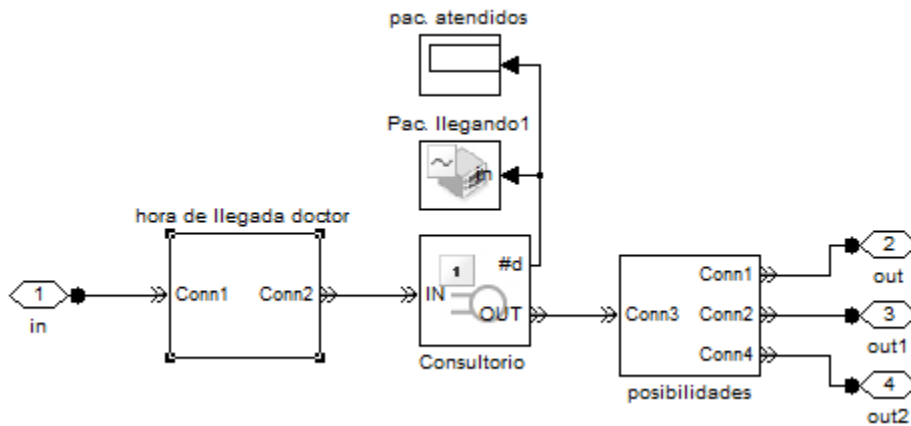 pac. atendidos
Pac. llegando1
in
hora de llegada doctor
Conn1 Conn2
1
in
1
#d
IN
OUT
Consultorio
Conn3
Conn1
Conn2
Conn4
posibilidades
2
out
3
out1
4
out2